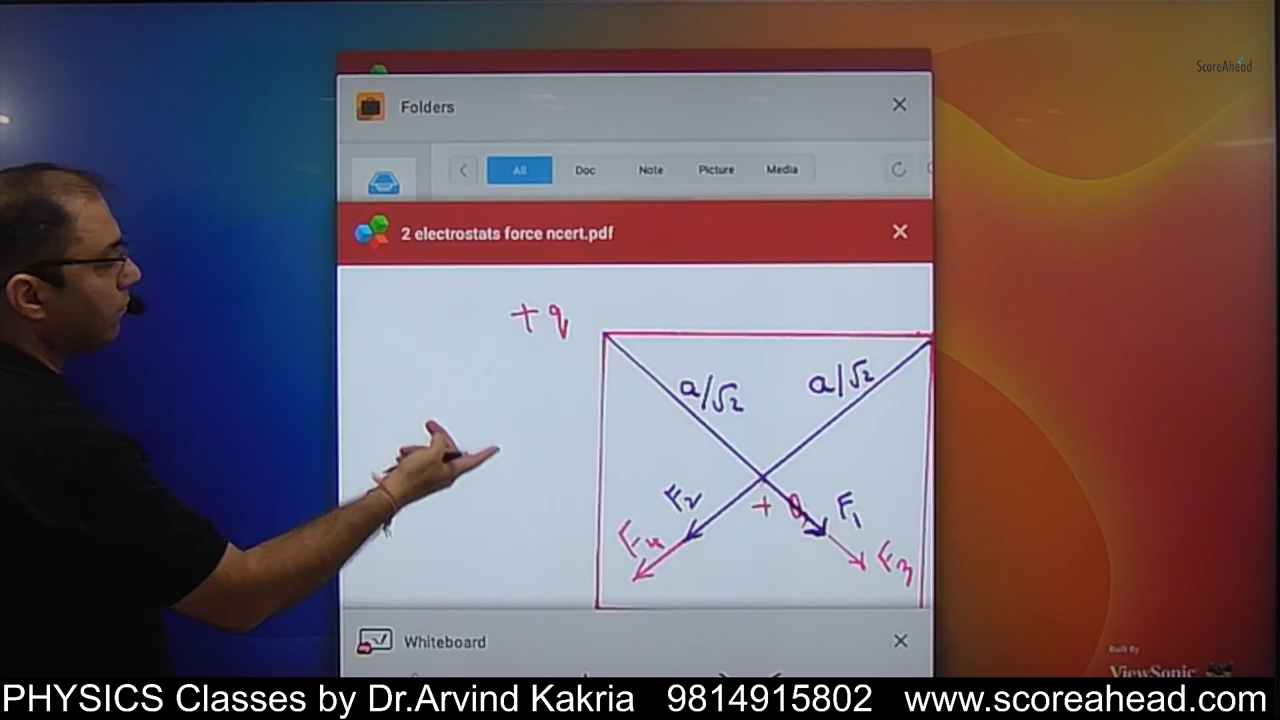 ScoreAhead
Folders
All Doc Note Picture Media
2 electrostats force ncert.pdf
+q
a/√2 a/√2
F2 + Q F1
F4 F3
Whiteboard
Built By
ViewSonic
PHYSICS Classes by Dr.Arvind Kakria 9814915802 www.scoreahead.com